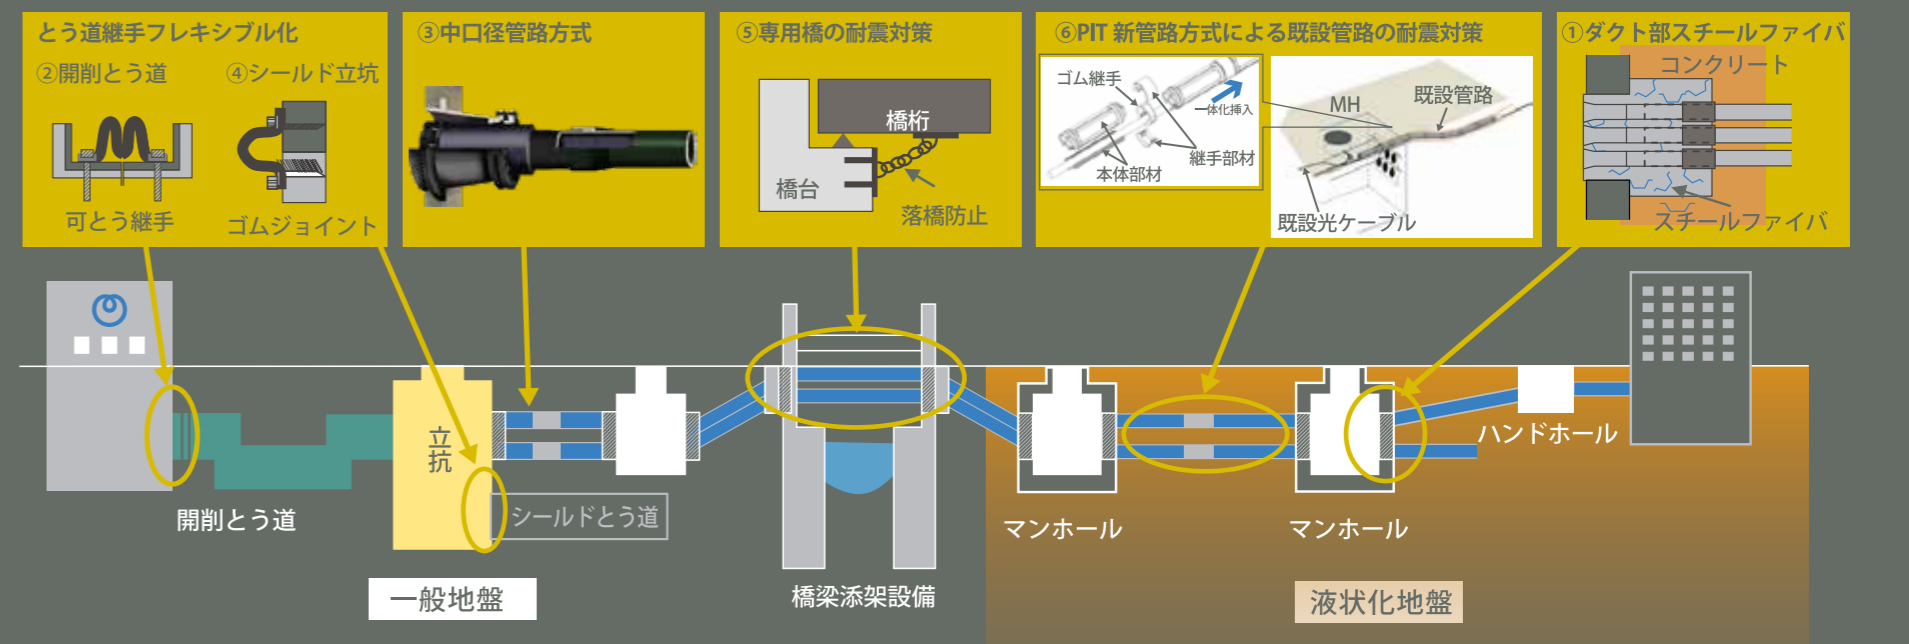 とう道継手フレキシブル化
②開削とう道
④シールド立坑
可とう継手
ゴムジョイント
③中口径管路方式
⑤専用橋の耐震対策
橋桁
橋台
落橋防止
⑥PIT 新管路方式による既設管路の耐震対策
ゴム継手
一体化挿入
継手部材
本体部材
MH
既設管路
既設光ケーブル
①ダクト部スチールファイバ
コンクリート
スチールファイバ
立
抗
開削とう道
シールドとう道
一般地盤
橋梁添架設備
マンホール
マンホール
ハンドホール
液状化地盤